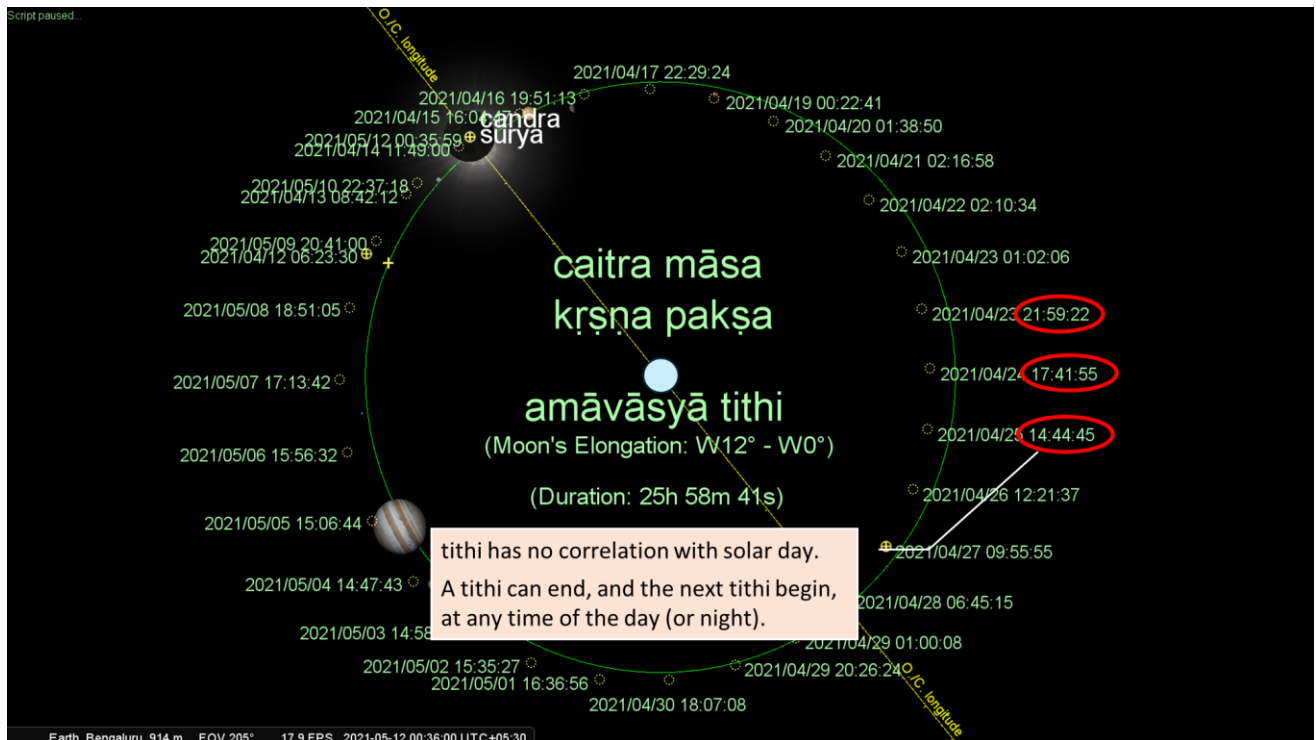 Script paused...
O./C. longitude
2021/04/17 22:29:24
2021/04/16 19:51:13
2021/04/19 00:22:41
2021/04/15 16:04:47
candra
2021/04/20 01:38:50
sūrya
2021/05/12 00:35:59
2021/04/14 11:49:00
2021/04/21 02:16:58
2021/05/10 22:37:18
2021/04/13 08:42:12
2021/04/22 02:10:34
2021/05/09 20:41:00
2021/04/12 06:23:30
2021/04/23 01:02:06
caitra māsa
2021/05/08 18:51:05
kṛṣṇa pakṣa
2021/04/23 21:59:22
2021/05/07 17:13:42
2021/04/24 17:41:55
amāvāsyā tithi
2021/04/25 14:44:45
(Moon's Elongation: W12° - W0°)
2021/05/06 15:56:32
(Duration: 25h 58m 41s)
2021/04/26 12:21:37
2021/05/05 15:06:44
tithi has no correlation with solar day.
2021/04/27 09:55:55
A tithi can end, and the next tithi begin,
at any time of the day (or night).
2021/05/04 14:47:43
2021/04/28 06:45:15
2021/05/03 14:58
2021/04/29 01:00:08
2021/05/02 15:35:27
2021/04/29 20:26:24
2021/05/01 16:36:56
2021/04/30 18:07:08
O./C. longitude
Earth, Bengaluru, 914 m FOV 205° 17.9 FPS 2021-05-12 00:36:00 UTC+05:30